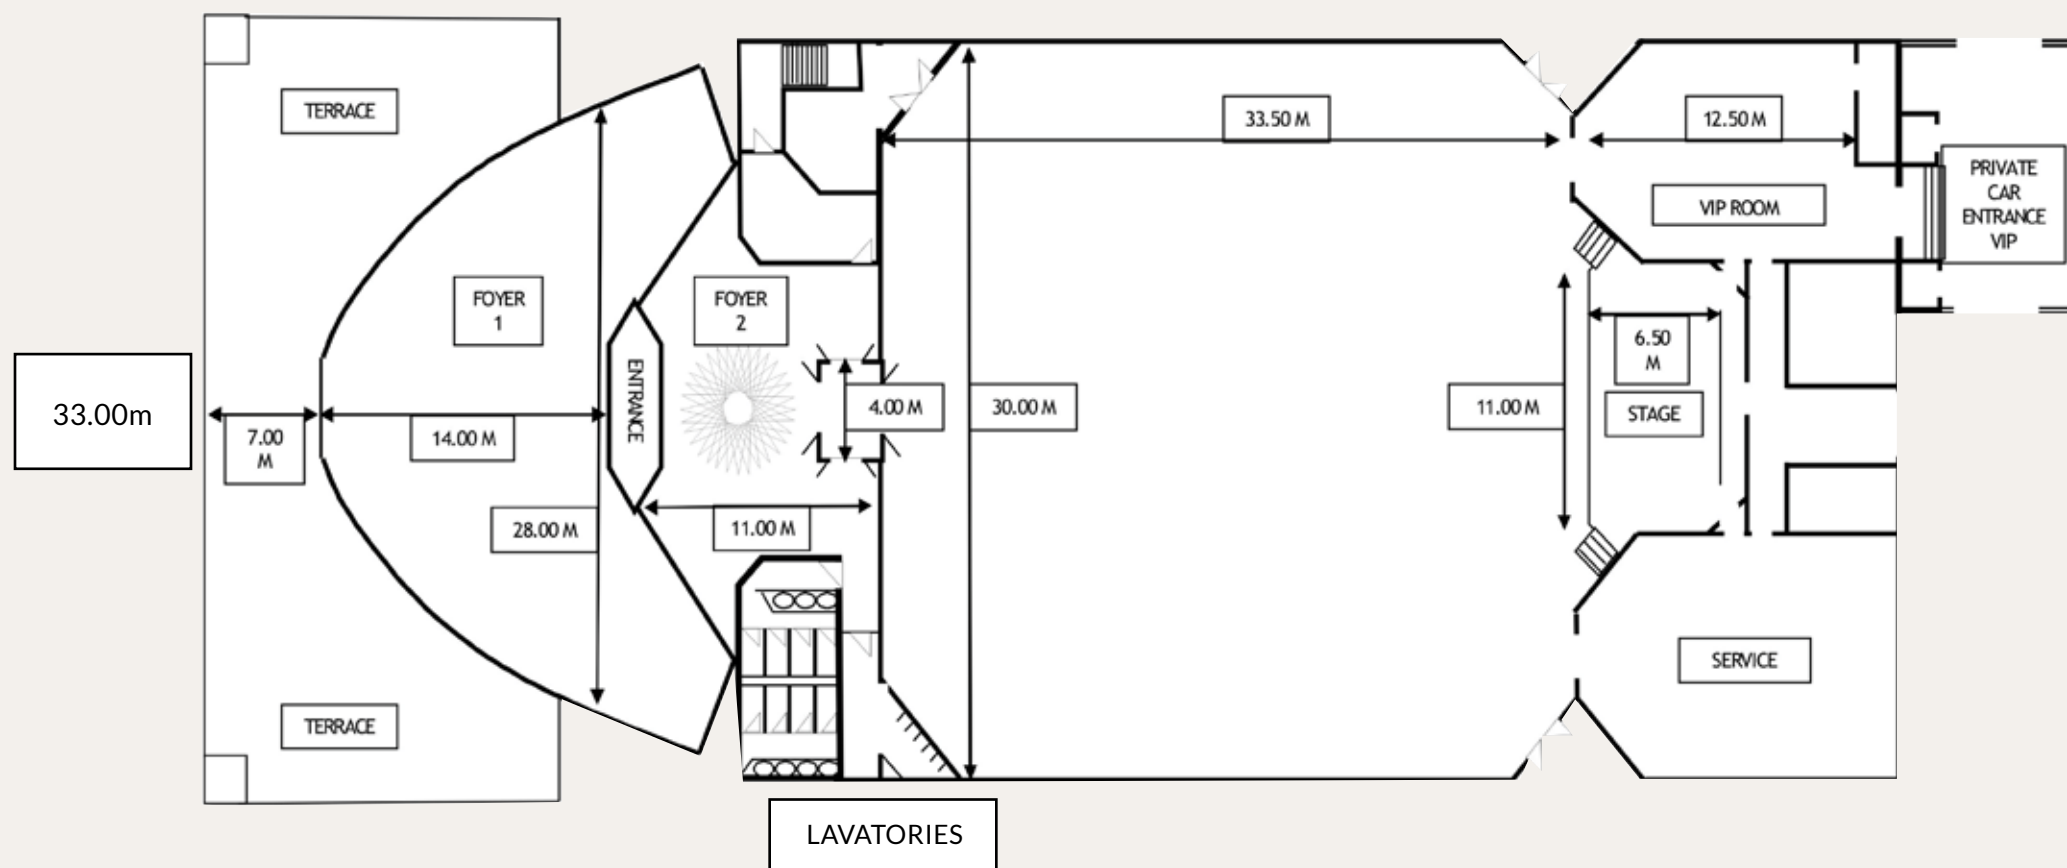 TERRACE
33.50 M
12.50 M
PRIVATE
CAR
ENTRANCE
VIP
VIP ROOM
FOYER
1
FOYER
2
ENTRANCE
6.50
M
33.00m
7.00
M
14.00 M
4.00 M
30.00 M
11.00 M
STAGE
28.00 M
11.00 M
SERVICE
TERRACE
LAVATORIES